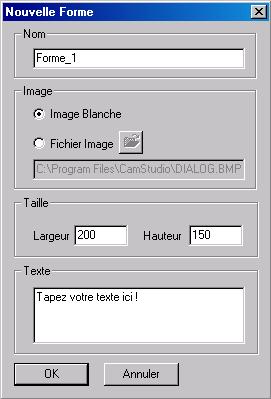 Nouvelle Forme
Nom
Forme_1
Image
Image Blanche
Fichier Image
C:\Program Files\CamStudio\DIALOG.BMP
Taille
Largeur 200 Hauteur 150
Texte
Tapez votre texte ici !
OK Annuler